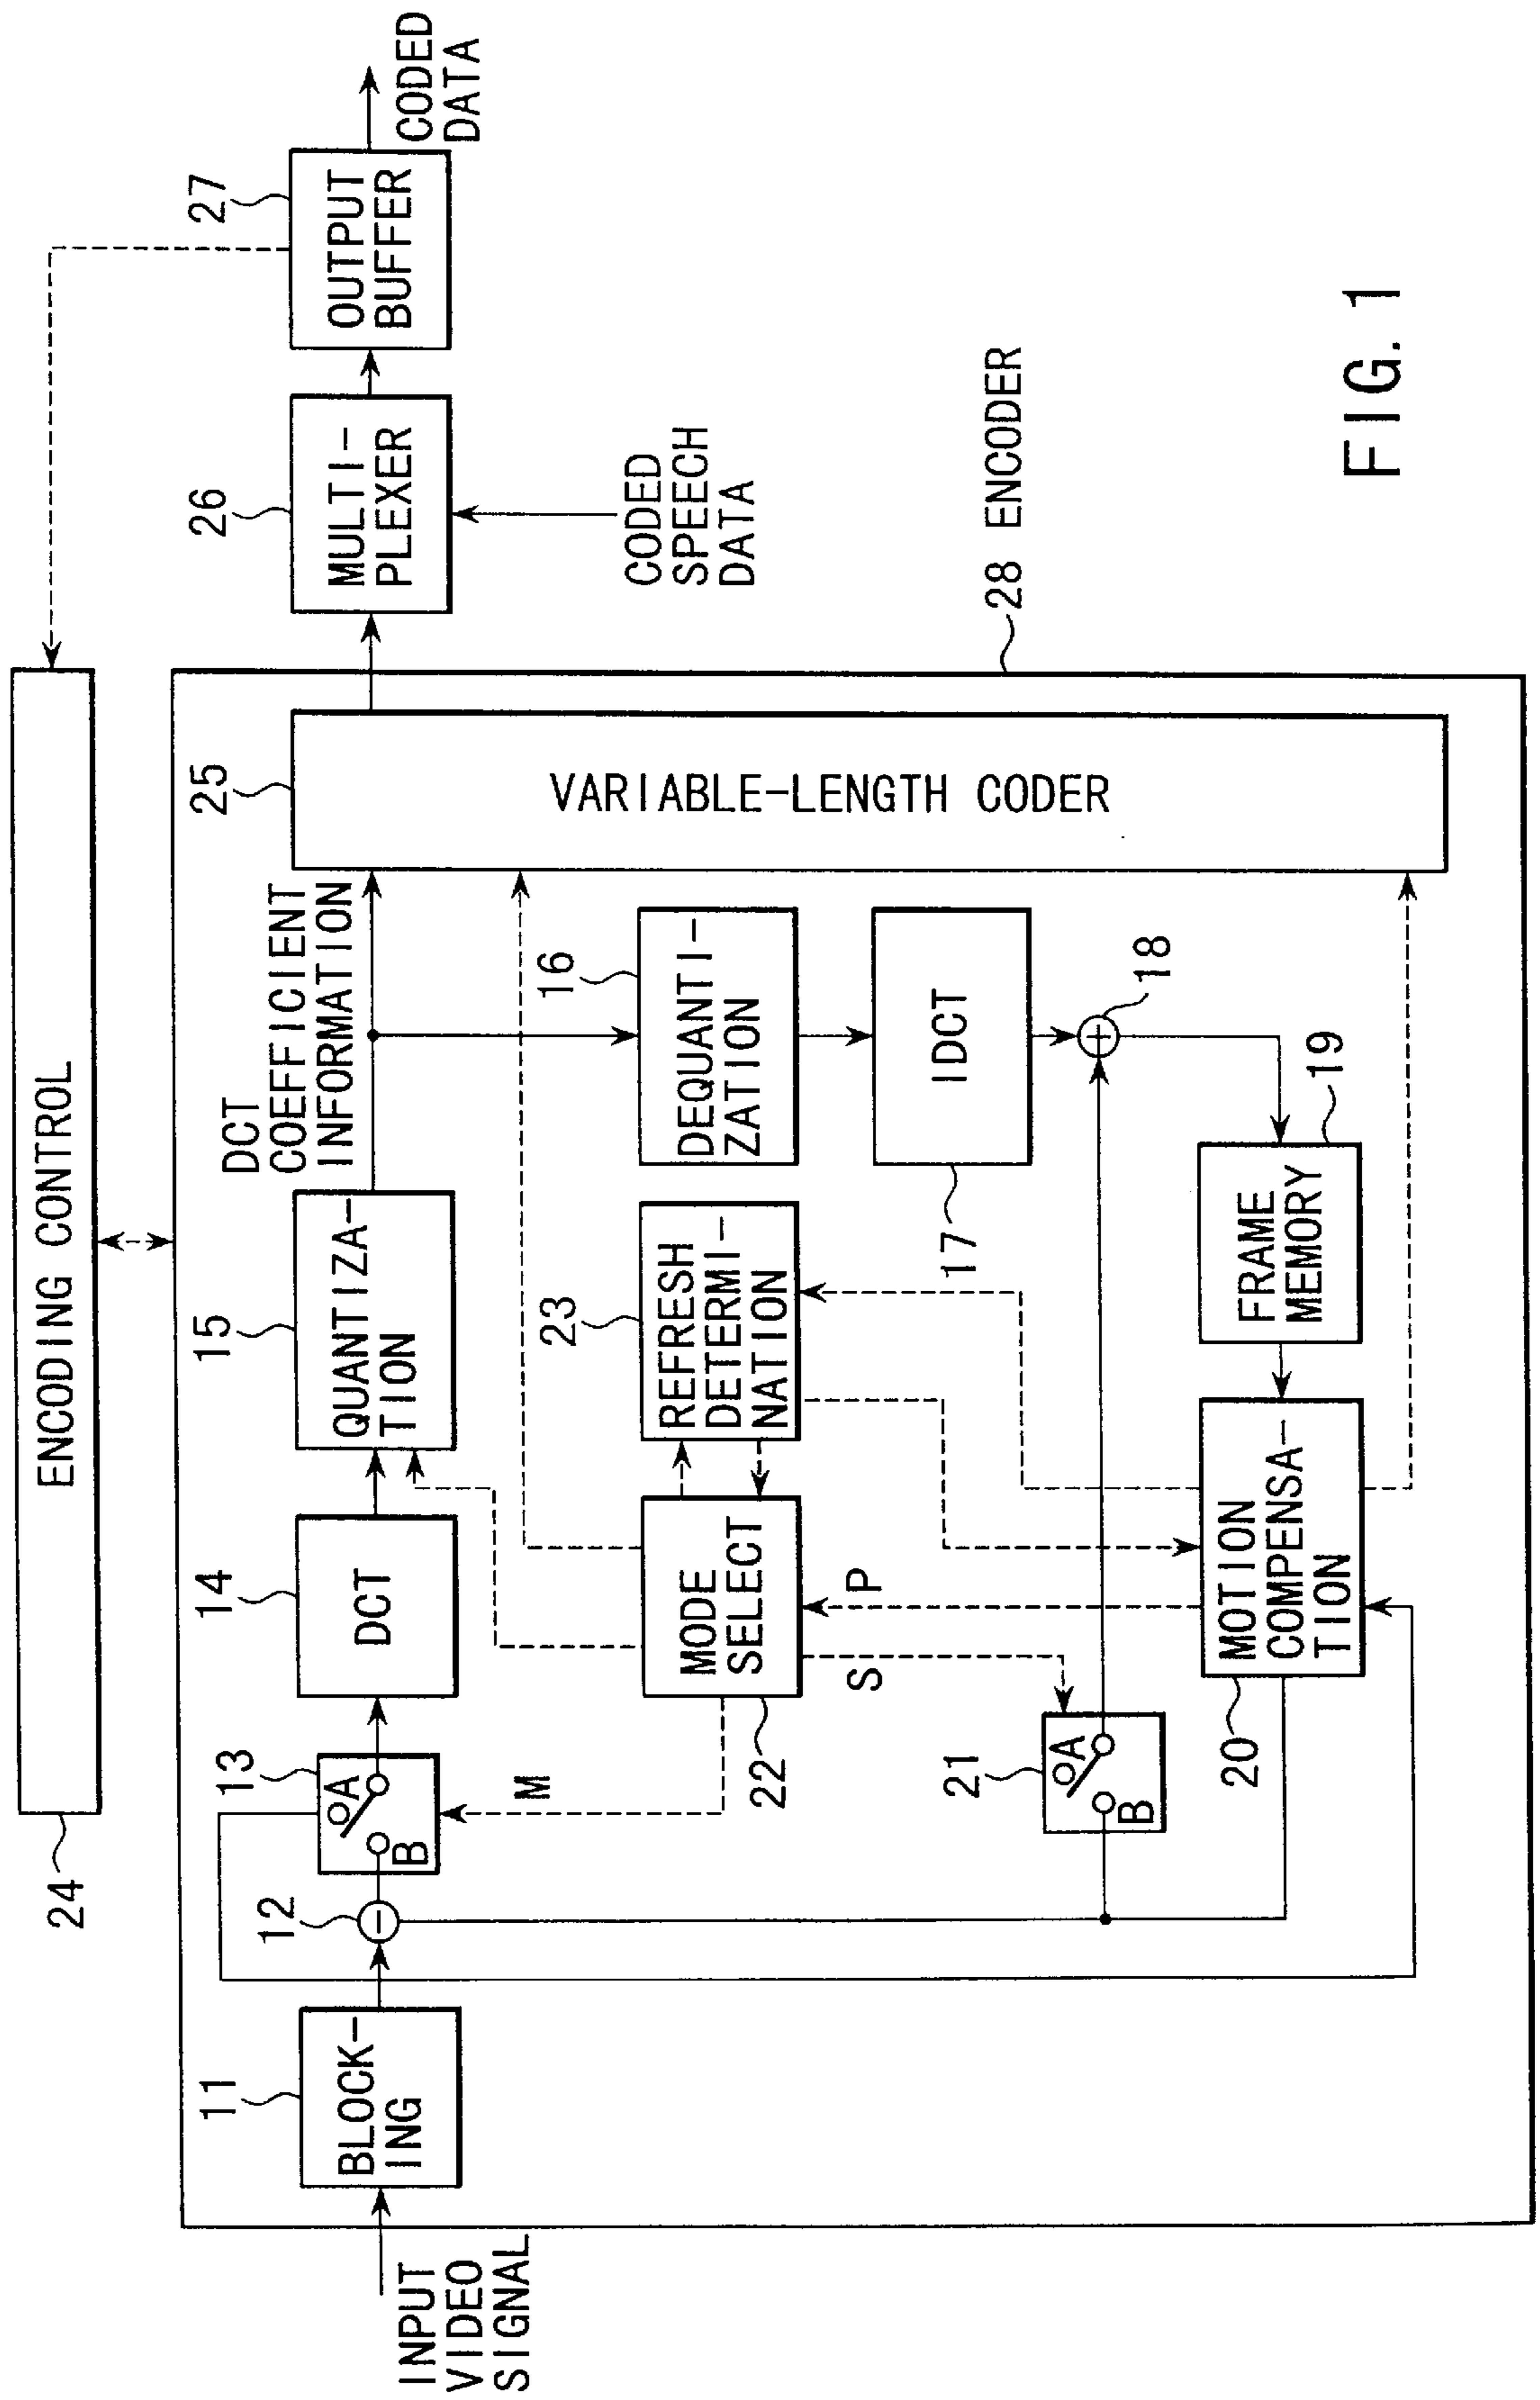 24
ENCODING CONTROL
INPUT
VIDEO
SIGNAL
11
BLOCK-
ING
12
13
A
B
14
DCT
15
QUANTIZA-
TION
DCT
COEFFICIENT
INFORMATION
25
VARIABLE-LENGTH CODER
26
MULTI-
PLEXER
27
OUTPUT
BUFFER
CODED
DATA
CODED
SPEECH
DATA
M
22
MODE
SELECT
23
REFRESH
DETERMI-
NATION
16
DEQUANTI-
ZATION
S
P
17
IDCT
18
21
A
B
20
MOTION
COMPENSA-
TION
FRAME
MEMORY
19
28 ENCODER
FIG. 1